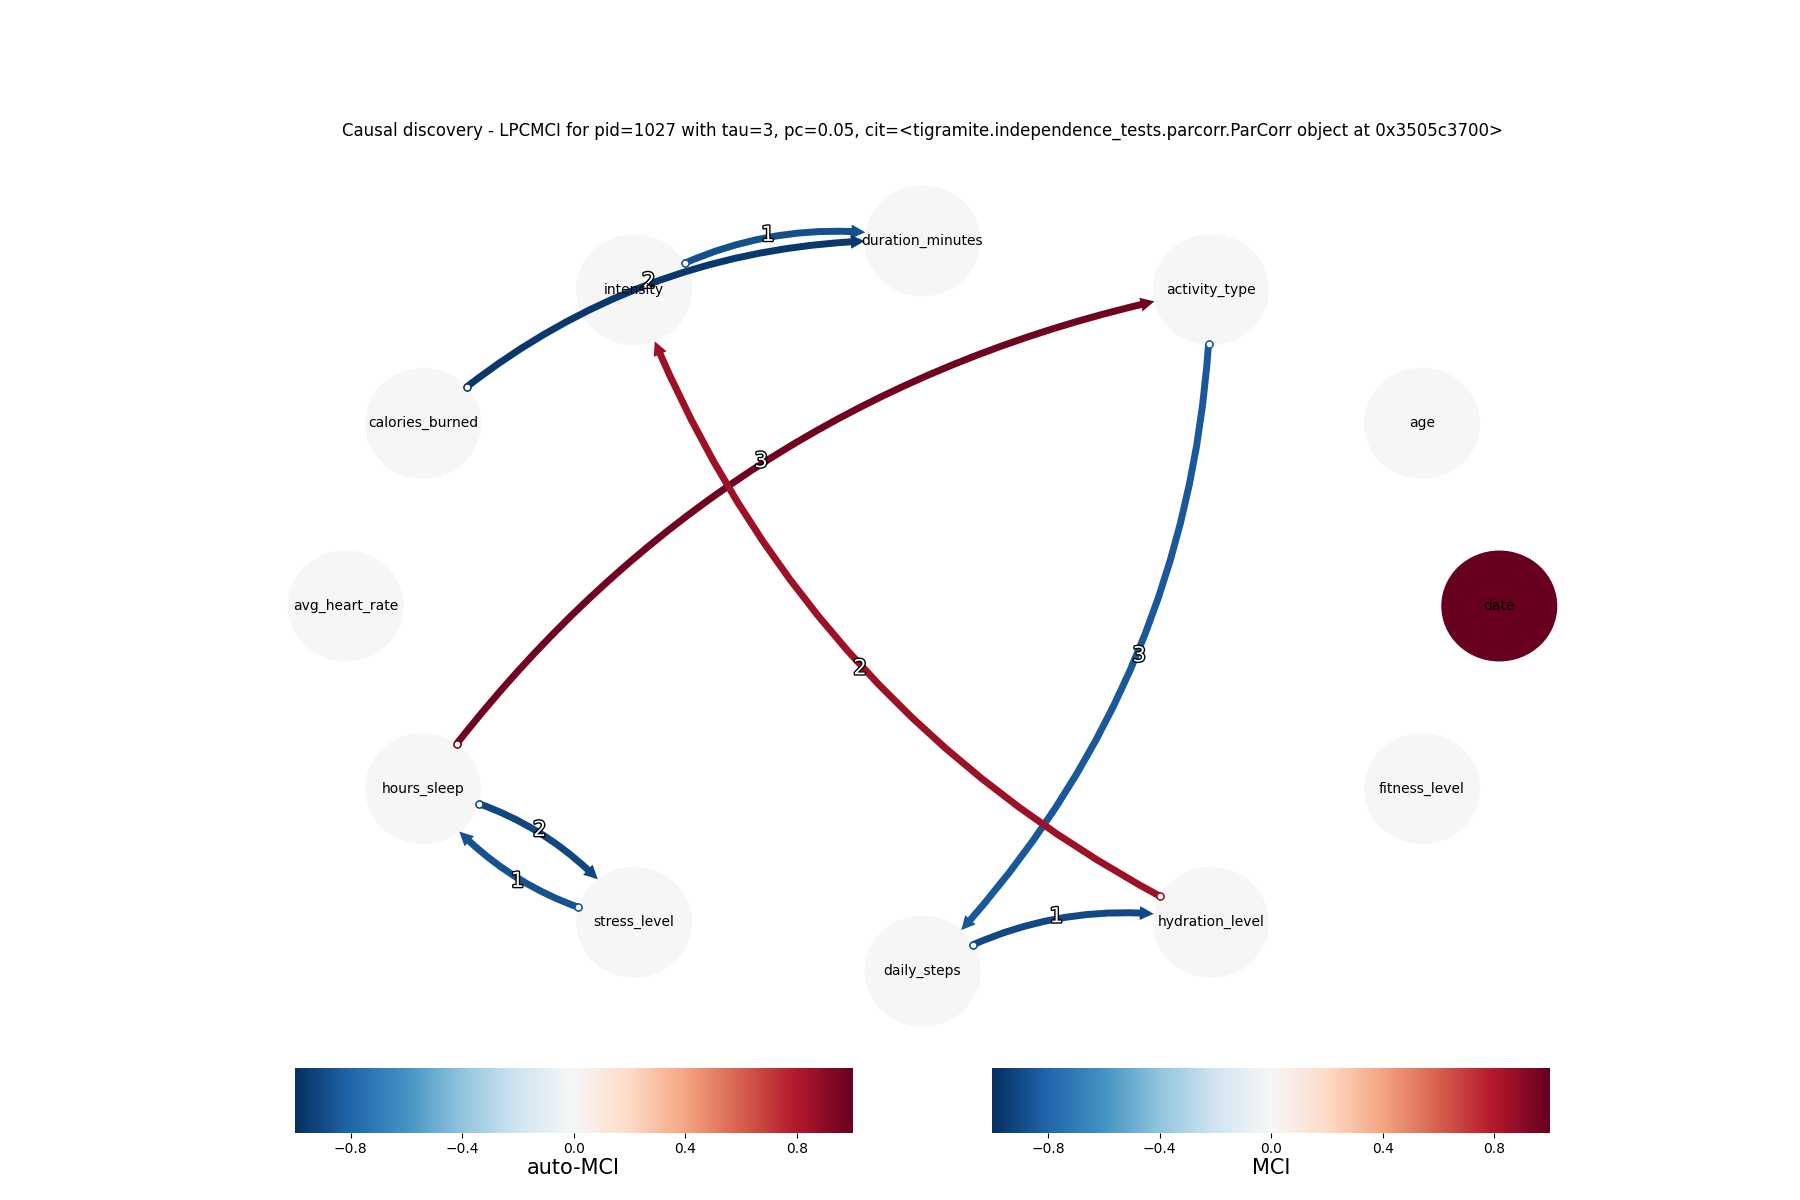 Causal discovery - LPCMCI for pid=1027 with tau=3, pc=0.05, cit=<tigramite.independence_tests.parcorr.ParCorr object at 0x3505c3700>
1
duration_minutes
2
intensity
activity_type
calories_burned
age
3
avg_heart_rate
date
2
3
hours_sleep
fitness_level
2
1
stress_level
1
hydration_level
daily_steps
−0.8 −0.4 0.0 0.4 0.8
auto-MCI
−0.8 −0.4 0.0 0.4 0.8
MCI